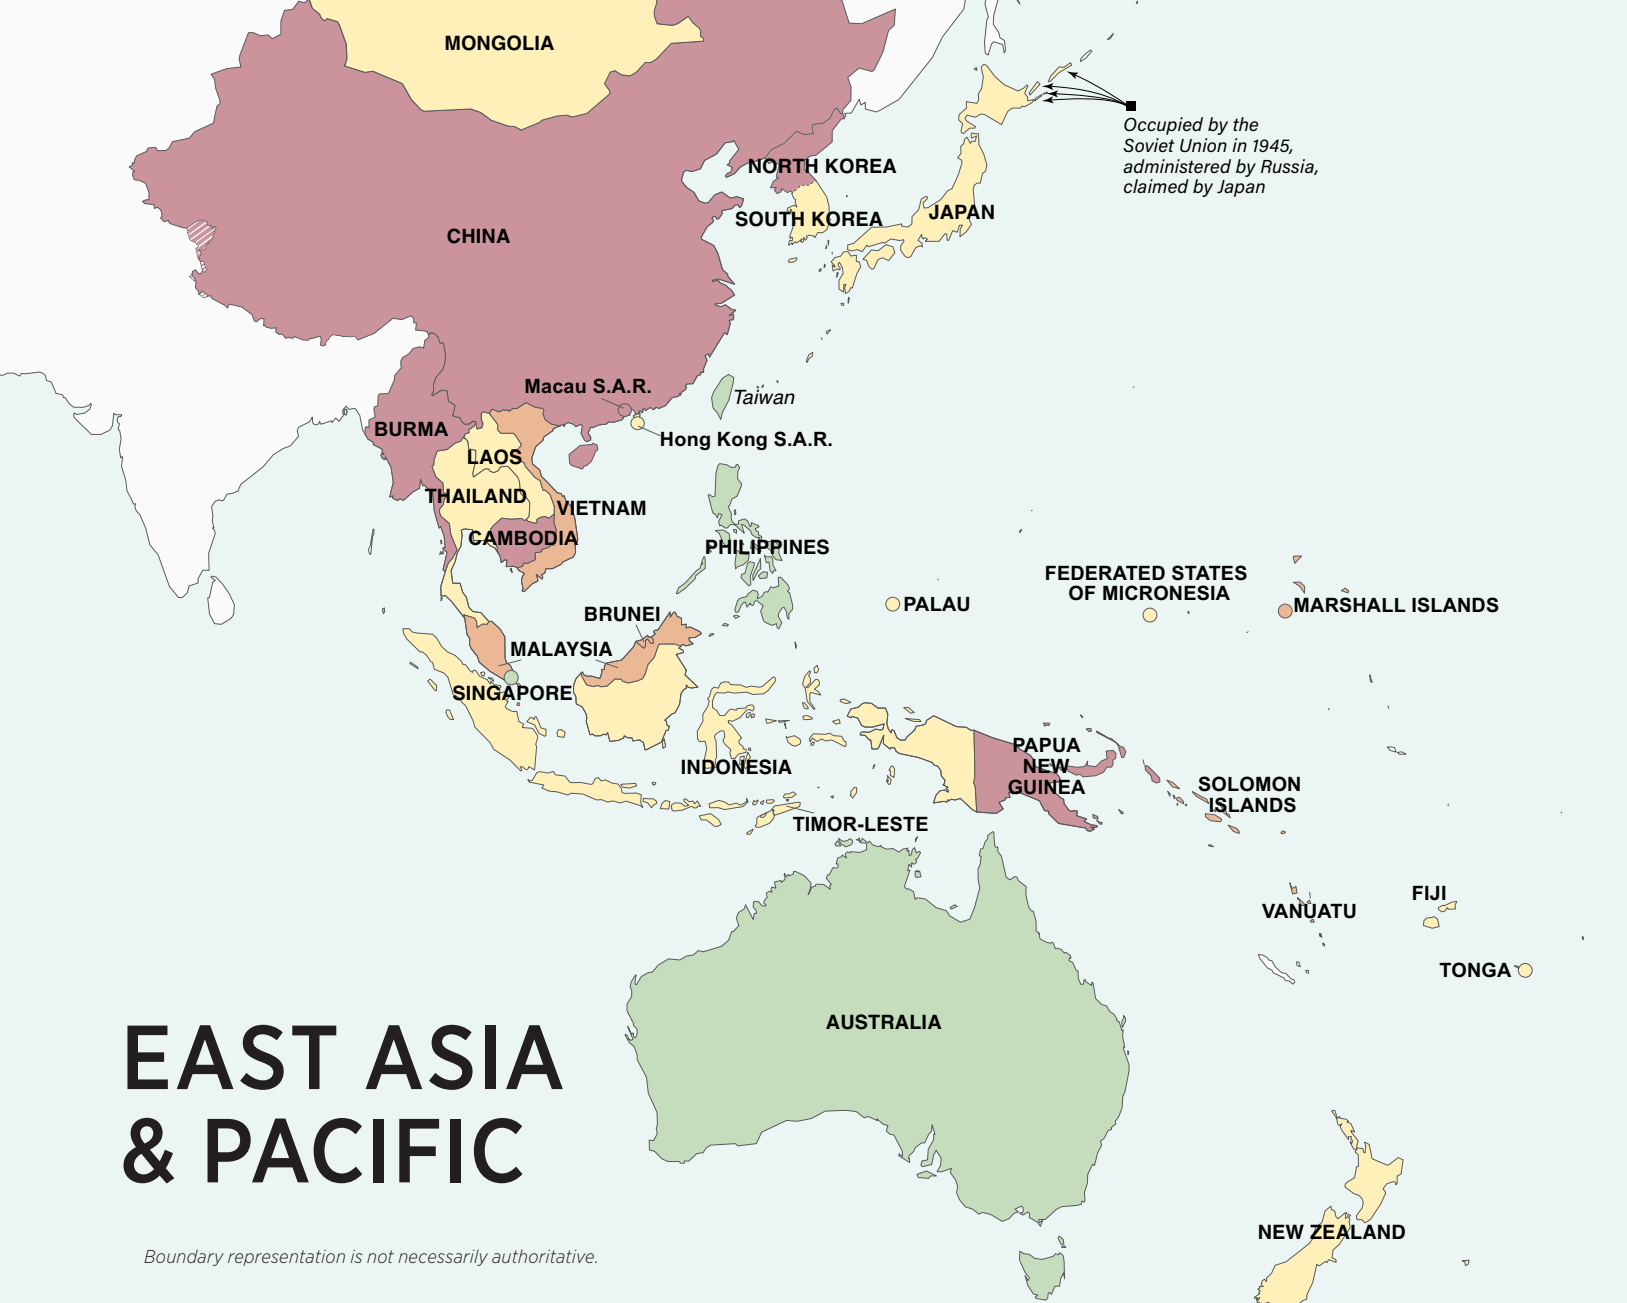 MONGOLIA
Occupied by the
Soviet Union in 1945,
administered by Russia,
claimed by Japan
NORTH KOREA
SOUTH KOREA
JAPAN
CHINA
Macau S.A.R.
Taiwan
BURMA
Hong Kong S.A.R.
LAOS
THAILAND
VIETNAM
CAMBODIA
PHILIPPINES
FEDERATED STATES
OF MICRONESIA
PALAU
MARSHALL ISLANDS
BRUNEI
MALAYSIA
SINGAPORE
INDONESIA
PAPUA
NEW
GUINEA
SOLOMON
ISLANDS
TIMOR-LESTE
FIJI
VANUATU
TONGA
AUSTRALIA
EAST ASIA
& PACIFIC
NEW ZEALAND
Boundary representation is not necessarily authoritative.